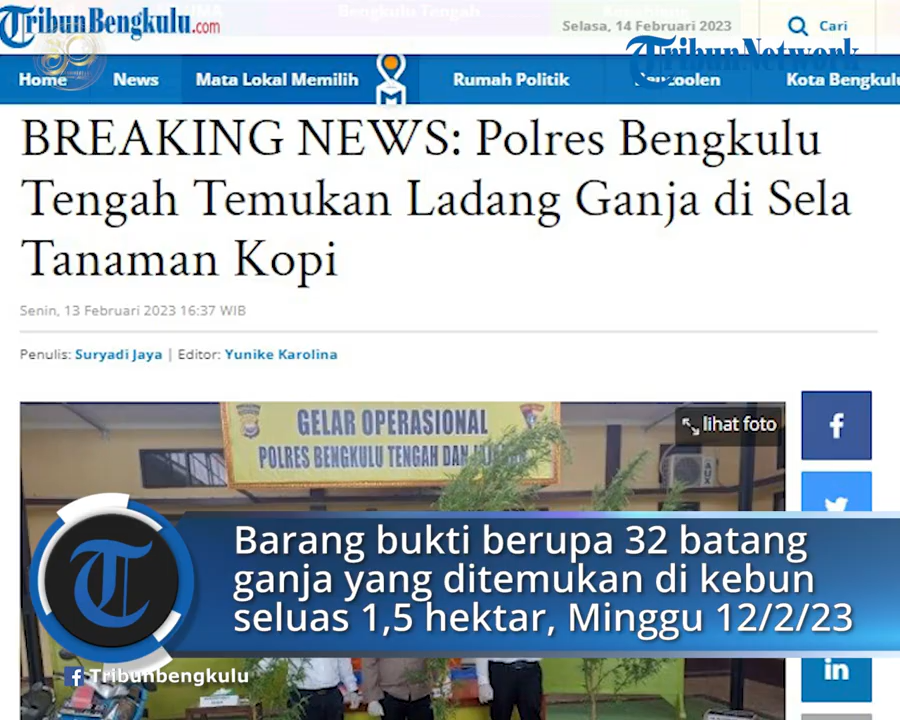 TribunBengkulu.com
Bengkulu Tengah
Selasa, 14 Februari 2023
Cari
TribunNetwork
Home News Mata Lokal Memilih Rumah Politik Kota Bengkulu
BREAKING NEWS: Polres Bengkulu
Tengah Temukan Ladang Ganja di Sela
Tanaman Kopi
Senin, 13 Februari 2023 16:37 WIB
Penulis: Suryadi Jaya | Editor: Yunike Karolina
GELAR OPERASIONAL
POLRES BENGKULU TENGAH DAN
lihat foto
AUX
Barang bukti berupa 32 batang
ganja yang ditemukan di kebun
seluas 1,5 hektar, Minggu 12/2/23
Tribunbengkulu